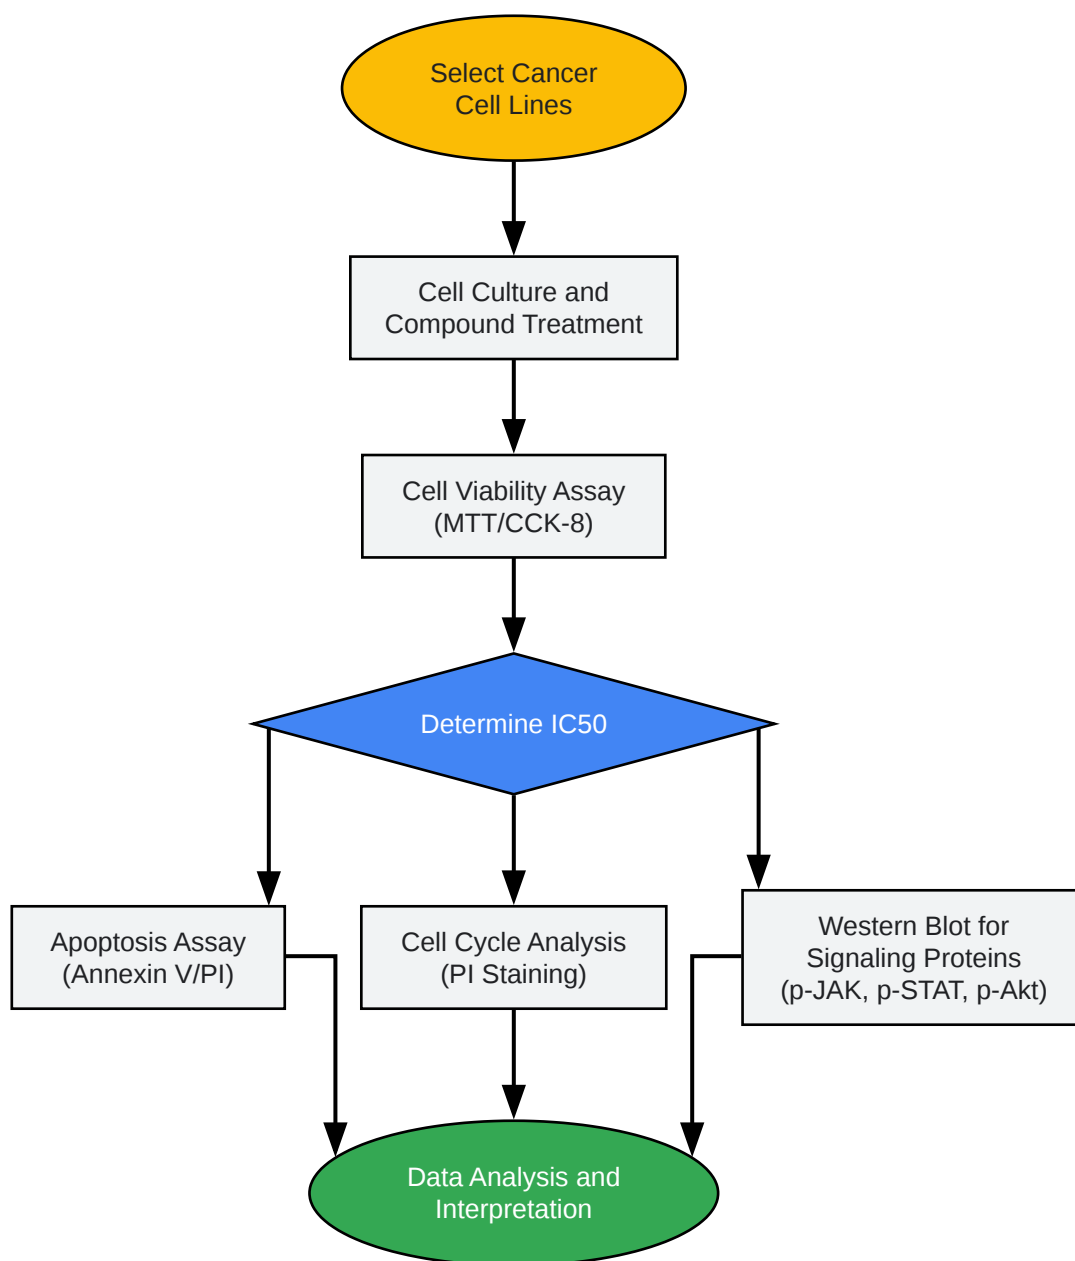 Select Cancer
Cell Lines
Cell Culture and
Compound Treatment
Cell Viability Assay
(MTT/CCK-8)
Determine IC50
Apoptosis Assay
(Annexin V/PI)
Cell Cycle Analysis
(PI Staining)
Western Blot for
Signaling Proteins
(p-JAK, p-STAT, p-Akt)
Data Analysis and
Interpretation